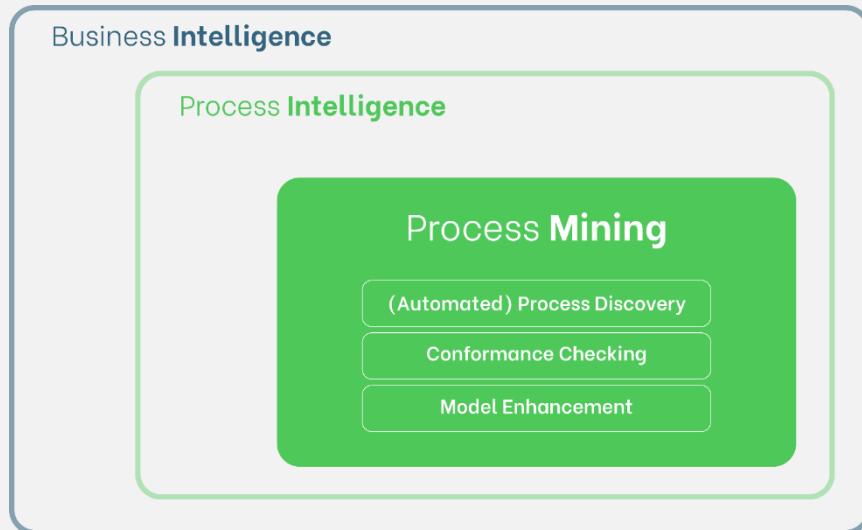 Business Intelligence
Process Intelligence
Process Mining
(Automated) Process Discovery
Conformance Checking
Model Enhancement